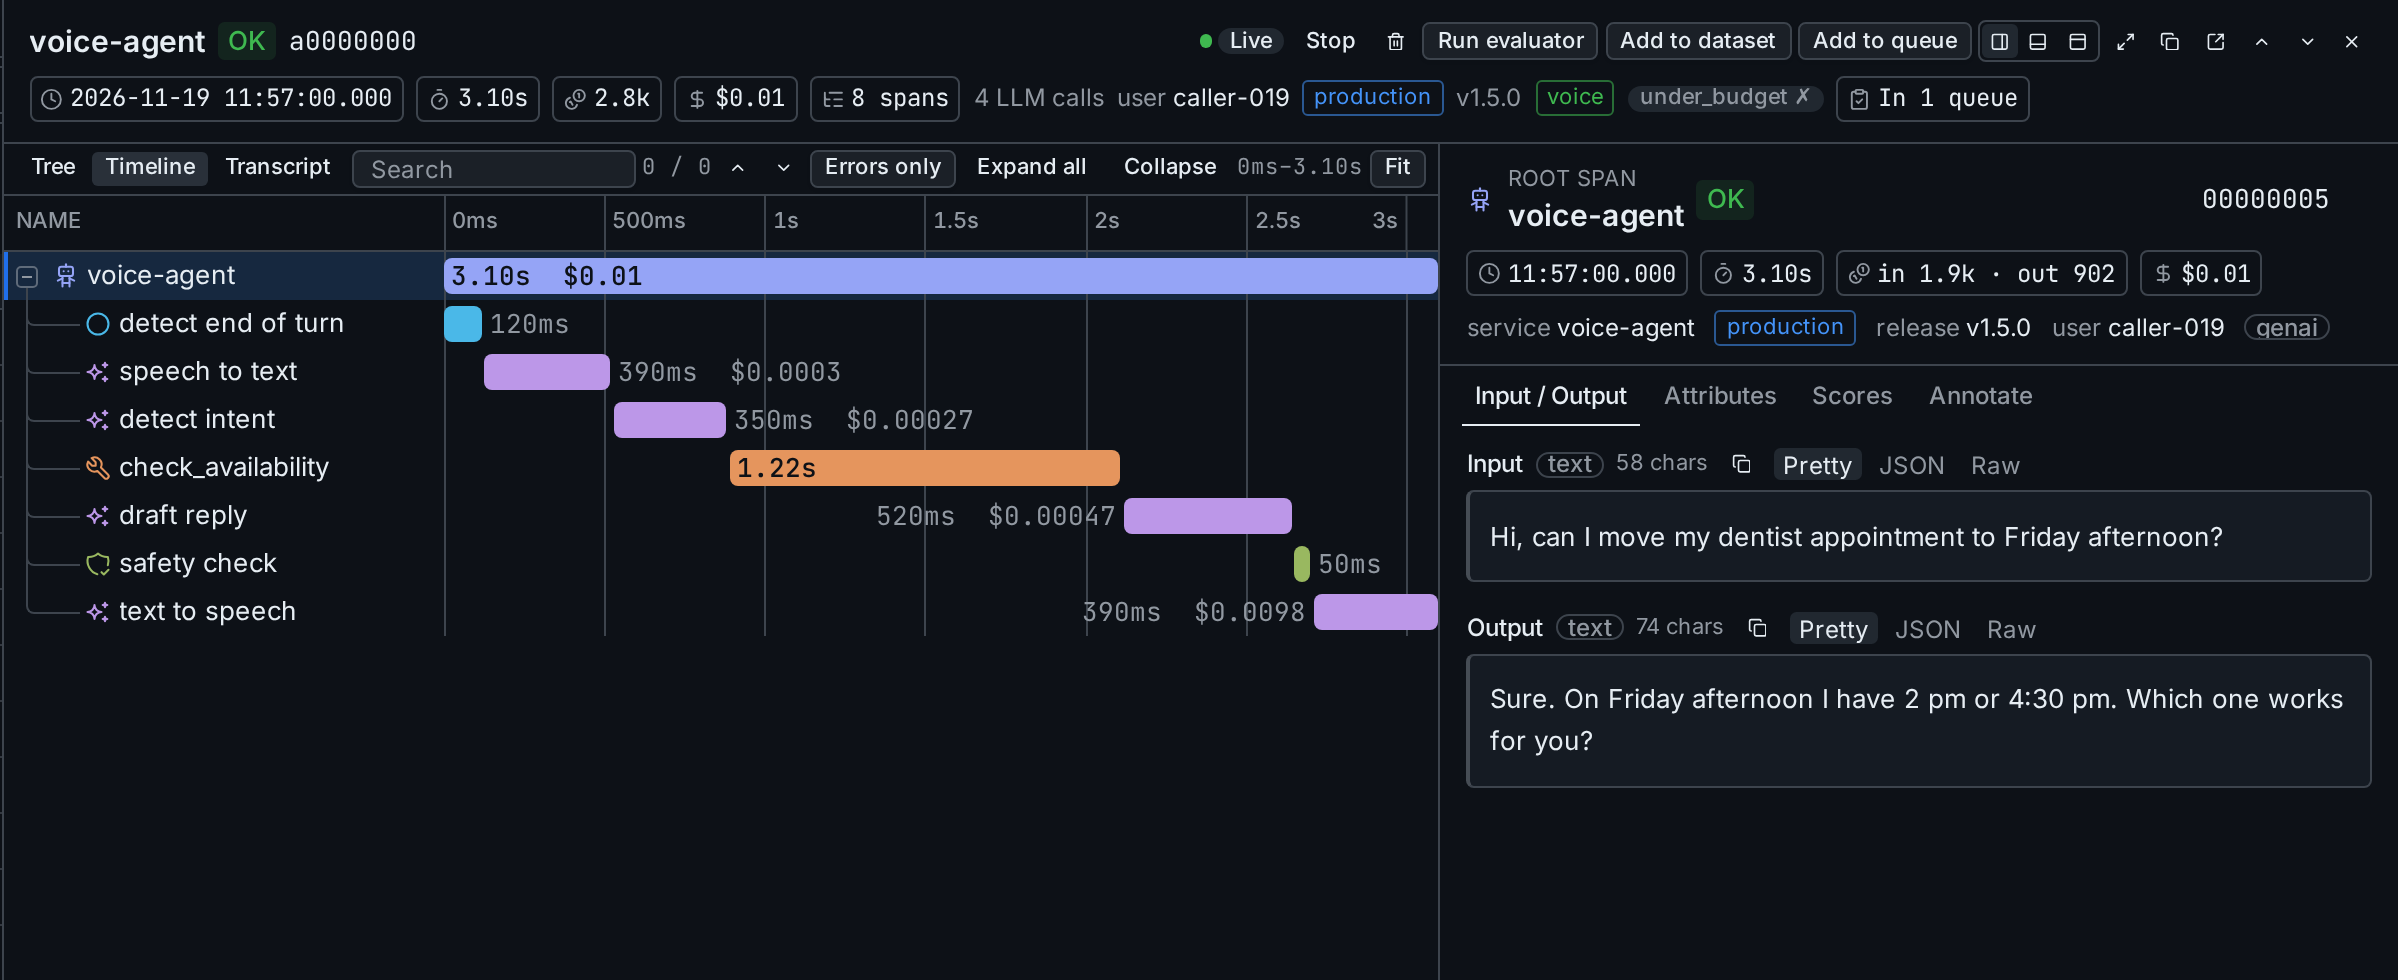 voice-agent OK a0000000
Live Stop Run evaluator Add to dataset Add to queue
2026-11-19 11:57:00.000 3.10s 2.8k $0.01 8 spans 4 LLM calls user caller-019 production v1.5.0 voice under_budget ✗ In 1 queue
Tree Timeline Transcript Search 0 / 0 Errors only Expand all Collapse 0ms–3.10s Fit
NAME 0ms 500ms 1s 1.5s 2s 2.5s 3s
voice-agent 3.10s $0.01
detect end of turn 120ms
speech to text 390ms $0.0003
detect intent 350ms $0.00027
check_availability 1.22s
draft reply 520ms $0.00047
safety check 50ms
text to speech 390ms $0.0098
ROOT SPAN
voice-agent OK 00000005
11:57:00.000 3.10s in 1.9k · out 902 $0.01
service voice-agent production release v1.5.0 user caller-019 genai
Input / Output Attributes Scores Annotate
Input text 58 chars Pretty JSON Raw
Hi, can I move my dentist appointment to Friday afternoon?
Output text 74 chars Pretty JSON Raw
Sure. On Friday afternoon I have 2 pm or 4:30 pm. Which one works
for you?